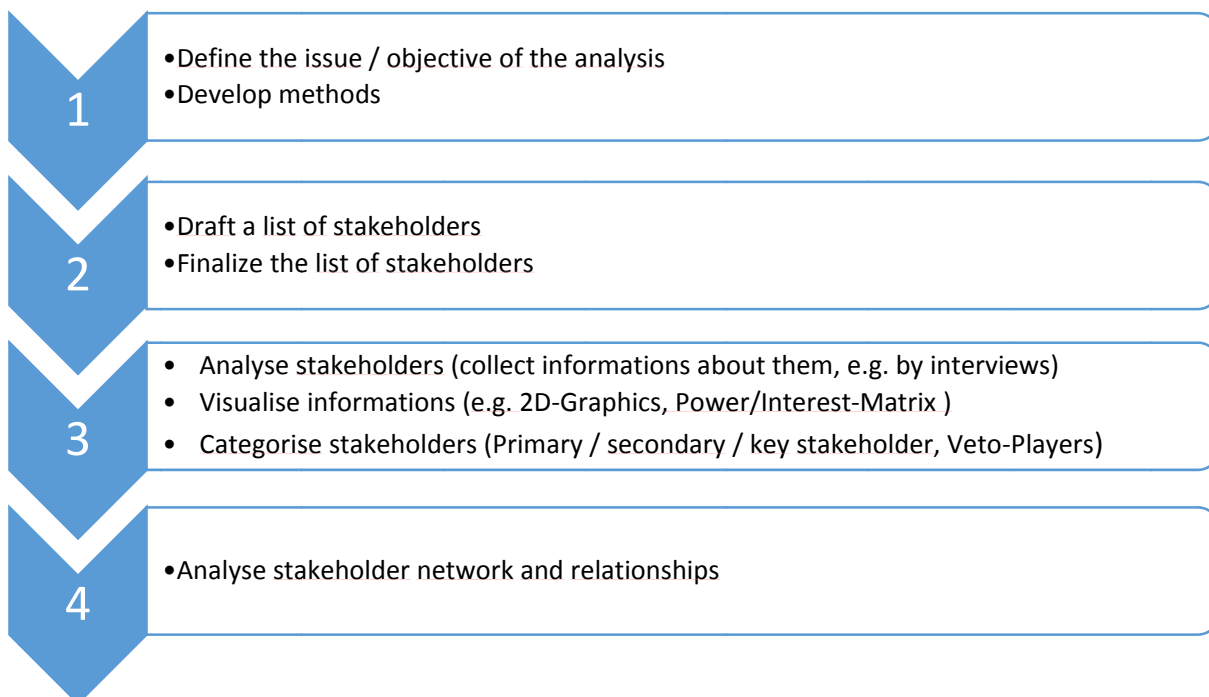 1
•Define the issue / objective of the analysis
•Develop methods
2
•Draft a list of stakeholders
•Finalize the list of stakeholders
3
• Analyse stakeholders (collect informations about them, e.g. by interviews)
• Visualise informations (e.g. 2D-Graphics, Power/Interest-Matrix )
• Categorise stakeholders (Primary / secondary / key stakeholder, Veto-Players)
4
•Analyse stakeholder network and relationships